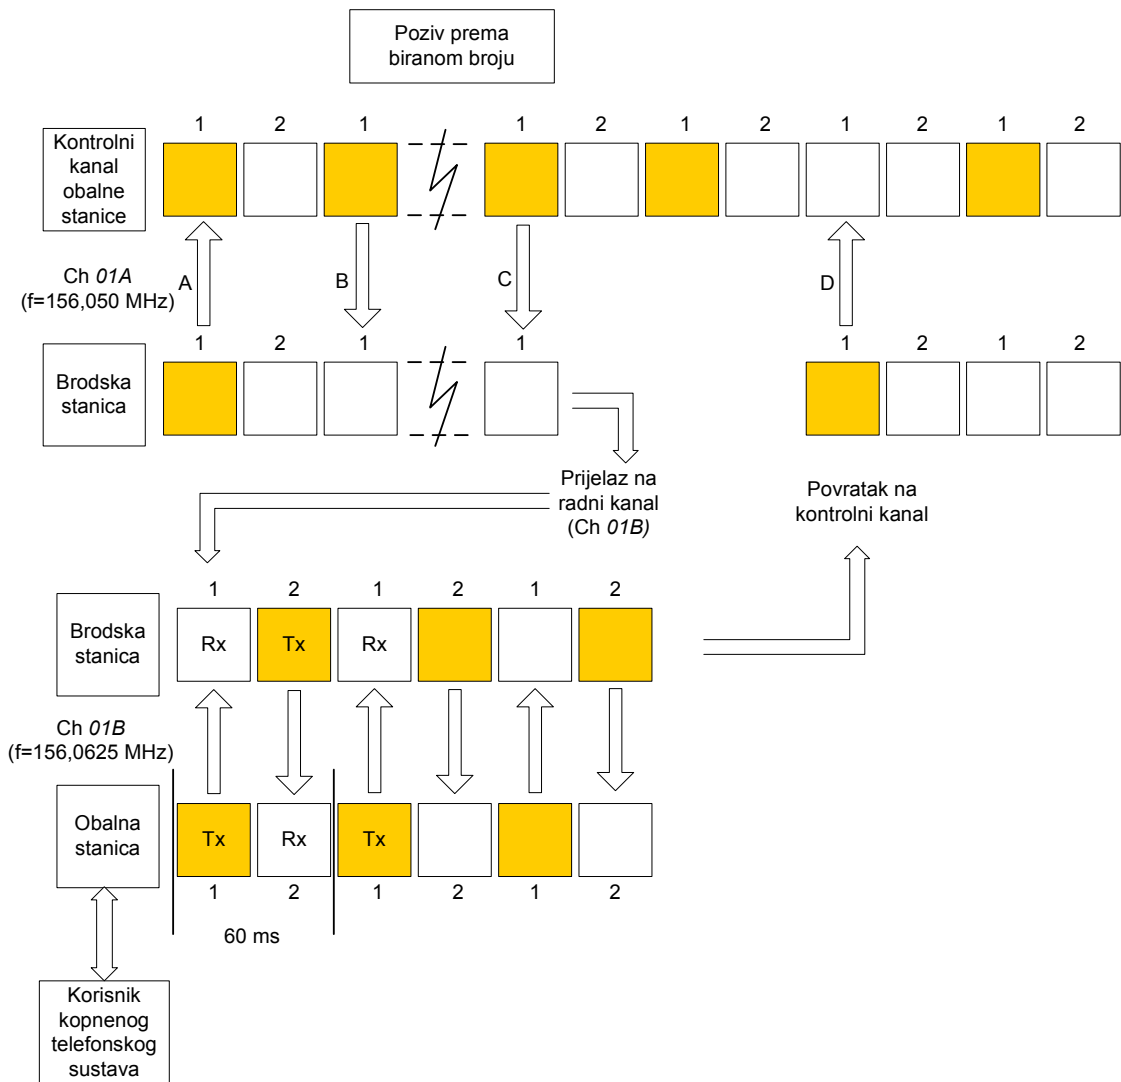 Poziv prema
biranom broju
1 2 1 1 2 1 2 1 2 1 2
Kontrolni
kanal
obalne
stanice
Ch 01A
(f=156,050 MHz)
A
B
C
D
1 2 1 1 1 2 1 2
Brodska
stanica
Prijelaz na
radni kanal
(Ch 01B)
Povratak na
kontrolni kanal
1 2 1 2 1 2
Brodska
stanica
Rx Tx Rx
Ch 01B
(f=156,0625 MHz)
Obalna
stanica
Tx Rx Tx
1 2 1 2 1 2
60 ms
Korisnik
kopnenog
telefonskog
sustava